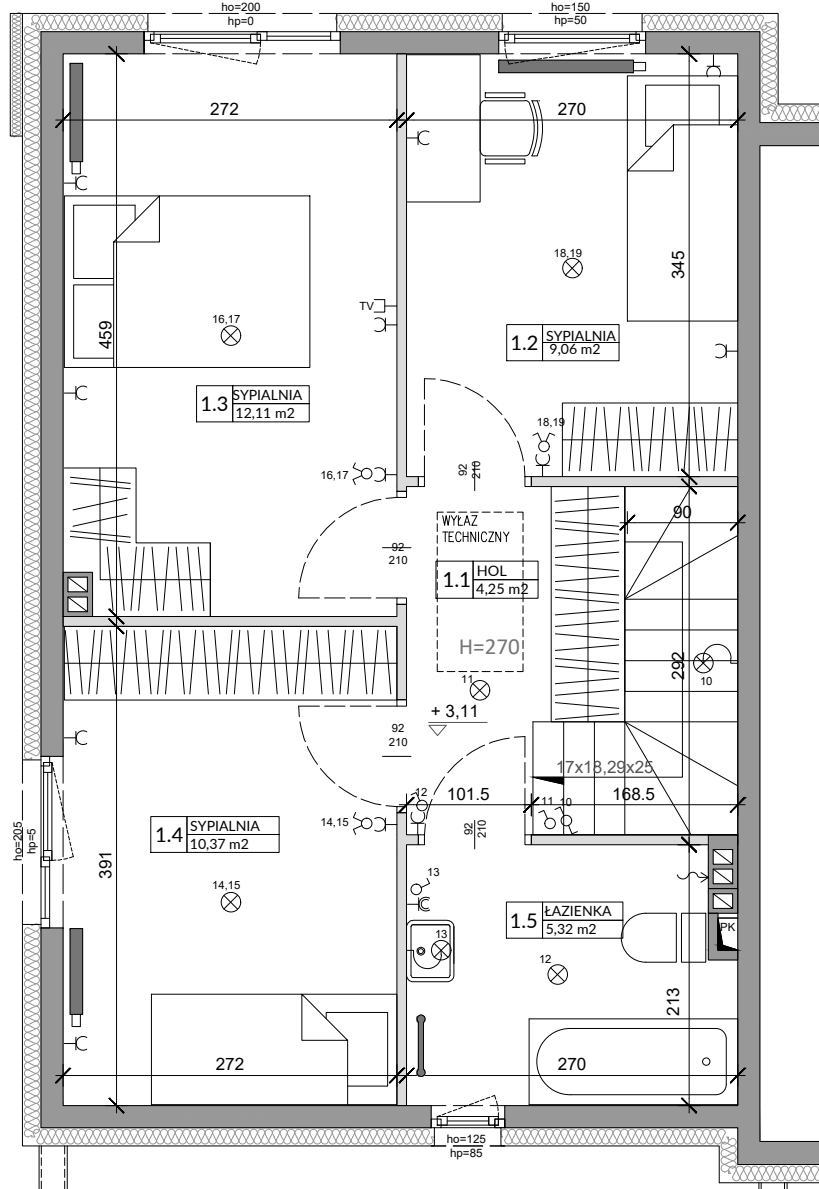 ho=200
hp=0
ho=150
hp=50
272
270
18,19
345
TV
16,17
459
1.2 SYPIALNIA
9,06 m2
1.3 SYPIALNIA
12,11 m2
18,19
16,17
92
210
90
WYŁAZ
TECHNICZNY
92
210
1.1 HOL
4,25 m2
H=270
292
10
11
+ 3,11
92
210
17x18,29x25
12
101.5
168.5
11
10
14,15
92
210
1.4 SYPIALNIA
10,37 m2
ho=205
hp=5
391
13
14,15
1.5 ŁAZIENKA
5,32 m2
PK
13
12
213
272
270
ho=125
hp=85